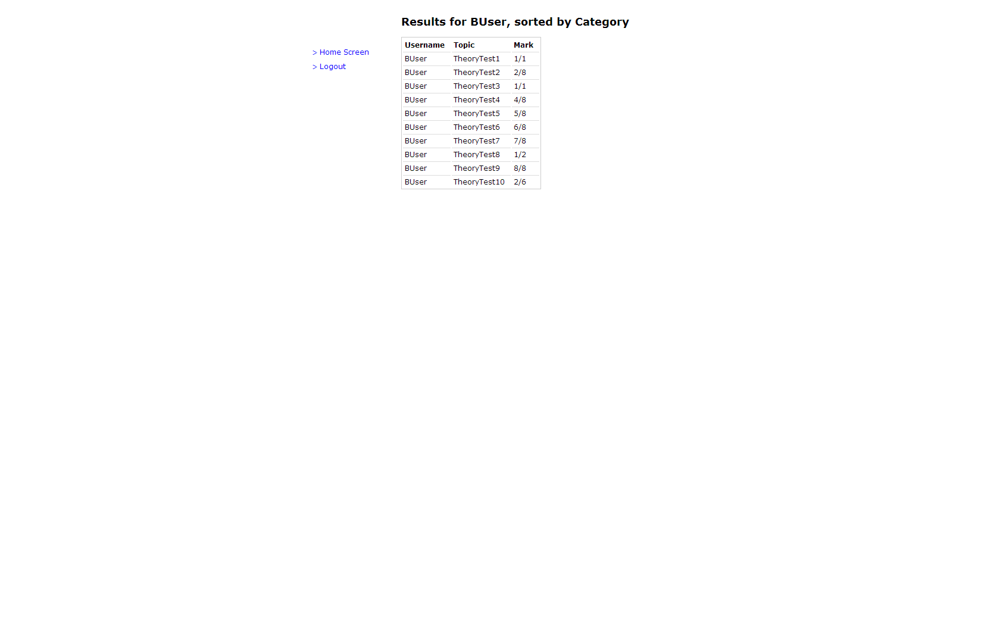 Results for BUser, sorted by Category
> Home Screen
> Logout
Username Topic Mark
BUser TheoryTest1 1/1
BUser TheoryTest2 2/8
BUser TheoryTest3 1/1
BUser TheoryTest4 4/8
BUser TheoryTest5 5/8
BUser TheoryTest6 6/8
BUser TheoryTest7 7/8
BUser TheoryTest8 1/2
BUser TheoryTest9 8/8
BUser TheoryTest10 2/6